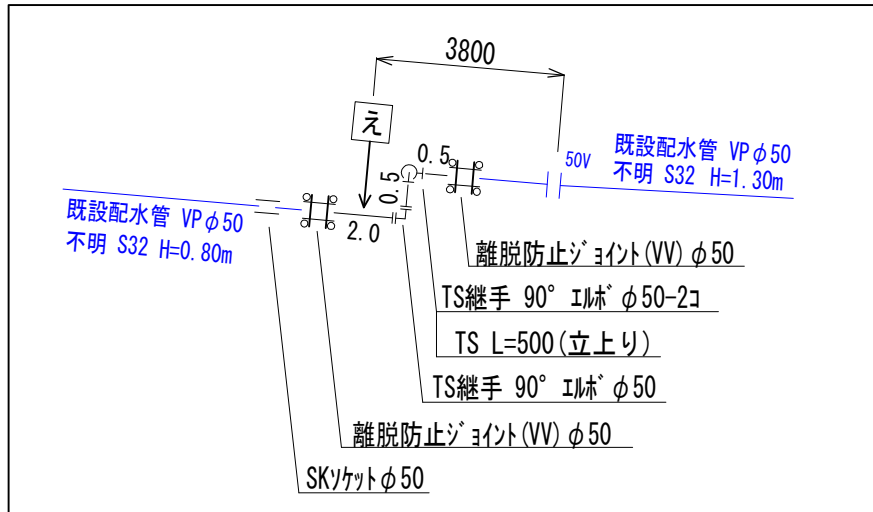 3800
え
0.5
50V
既設配水管 VPφ50
不明 S32 H=1.30m
0.5
既設配水管 VPφ50
不明 S32 H=0.80m
2.0
離脱防止ジョイント(VV)φ50
TS継手 90° エルボφ50-2コ
TS L=500(立上り)
TS継手 90° エルボφ50
離脱防止ジョイント(VV)φ50
SKソケットφ50